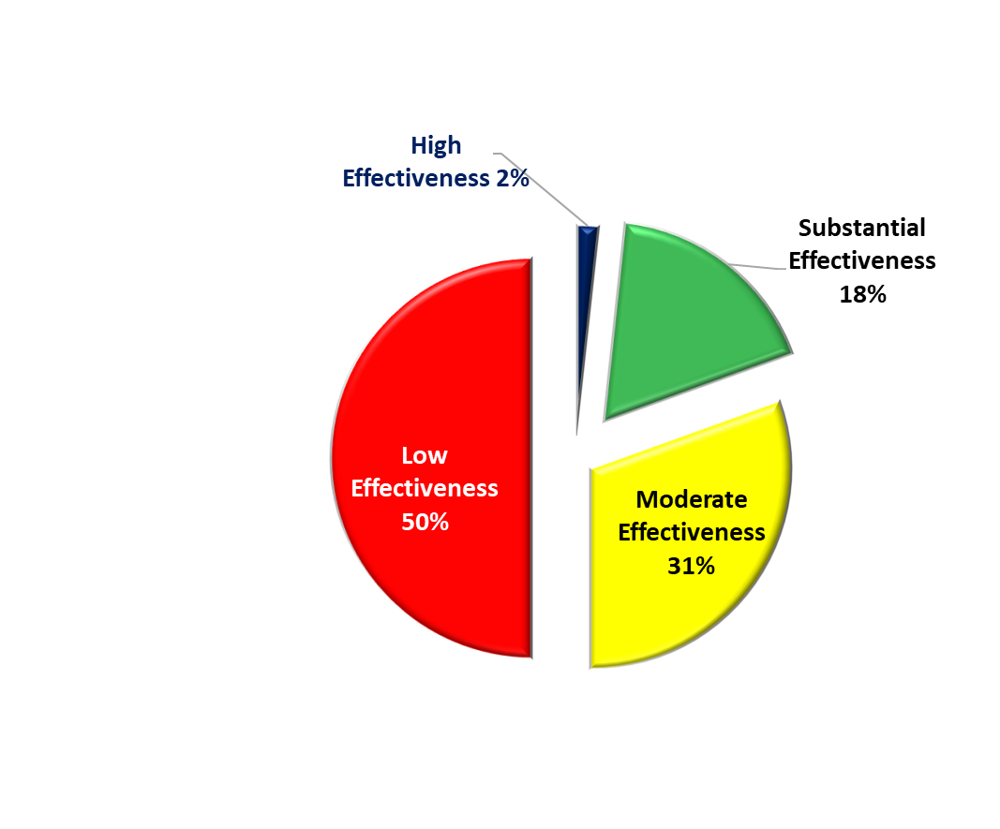 High
Effectiveness 2%
Substantial
Effectiveness
18%
Low
Effectiveness
50%
Moderate
Effectiveness
31%